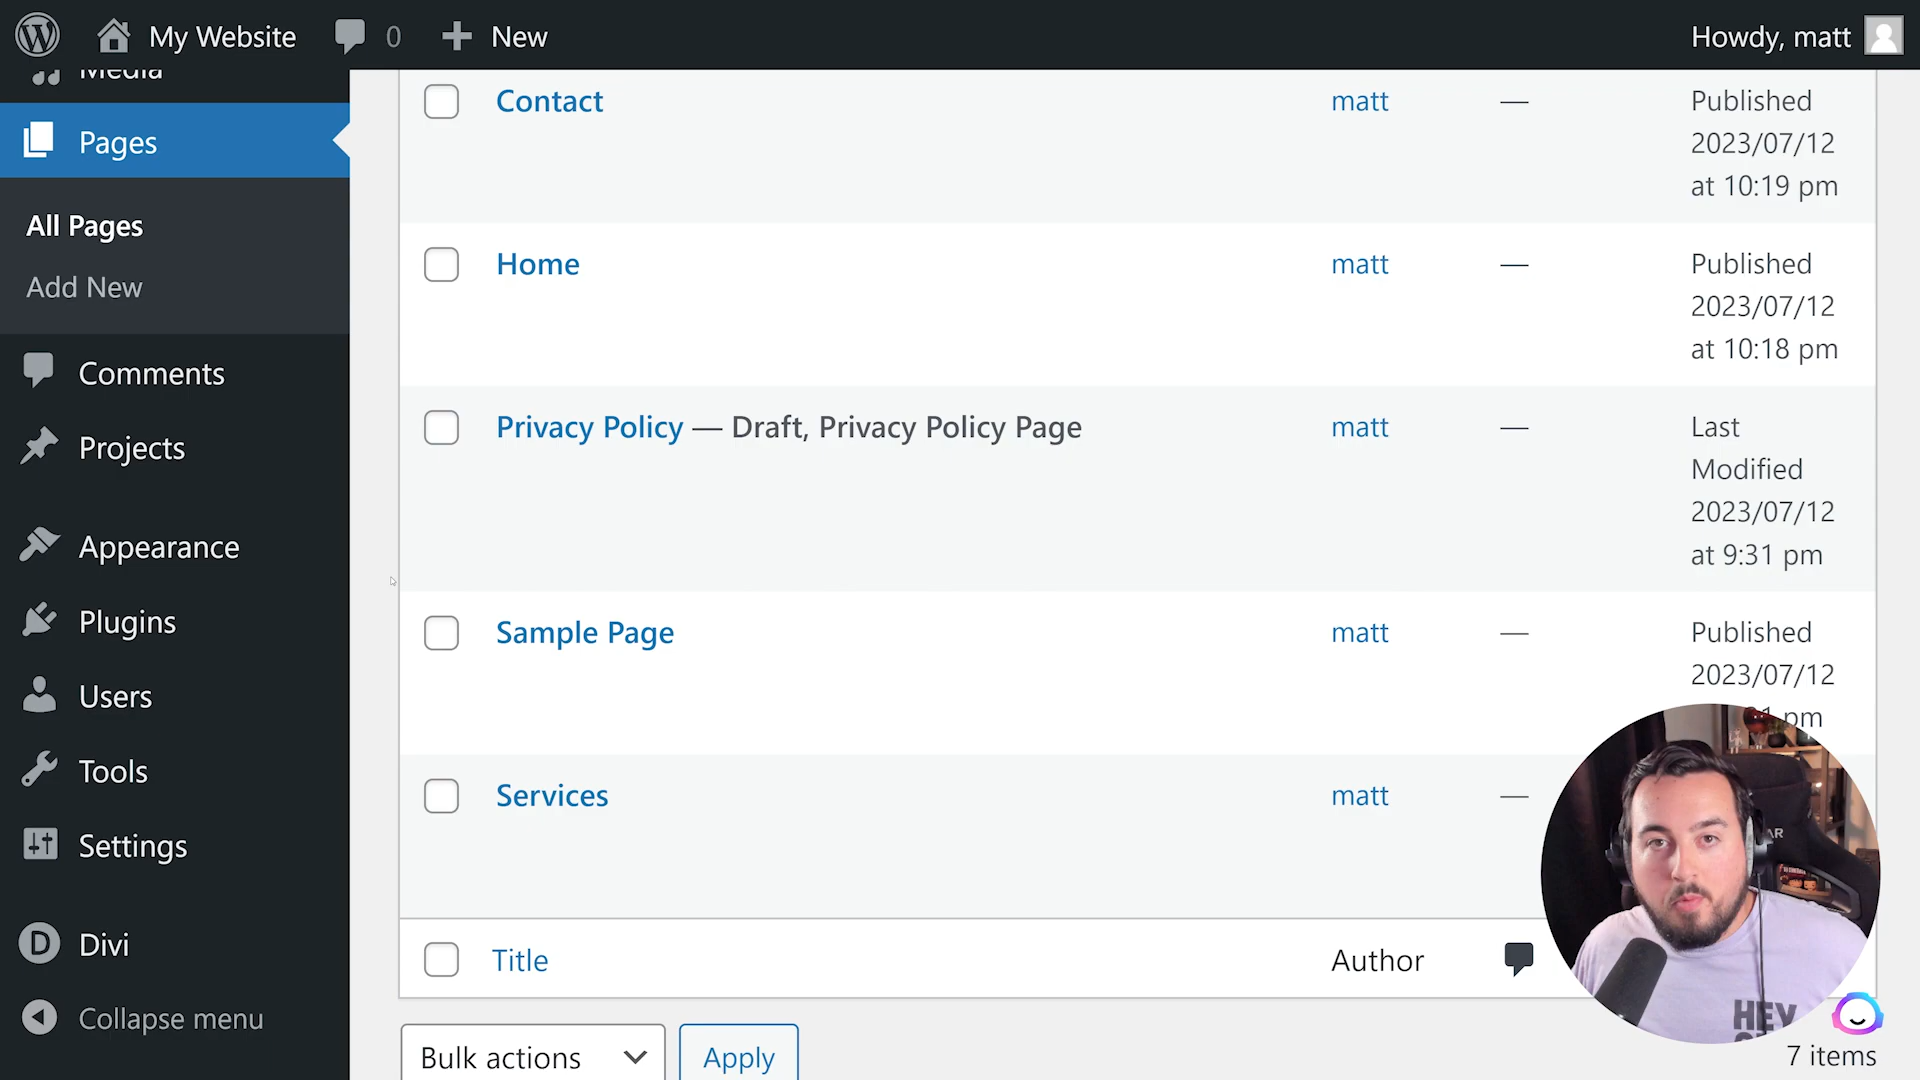 My Website
0
New
Howdy, matt
Media
Pages
All Pages
Add New
Comments
Projects
Appearance
Plugins
Users
Tools
Settings
Divi
Collapse menu
Contact
matt
—
Published
2023/07/12
at 10:19 pm
Home
matt
—
Published
2023/07/12
at 10:18 pm
Privacy Policy — Draft, Privacy Policy Page
matt
—
Last
Modified
2023/07/12
at 9:31 pm
Sample Page
matt
—
Published
2023/07/12
pm
Services
matt
—
Title
Author
Bulk actions
Apply
7 items
HEY